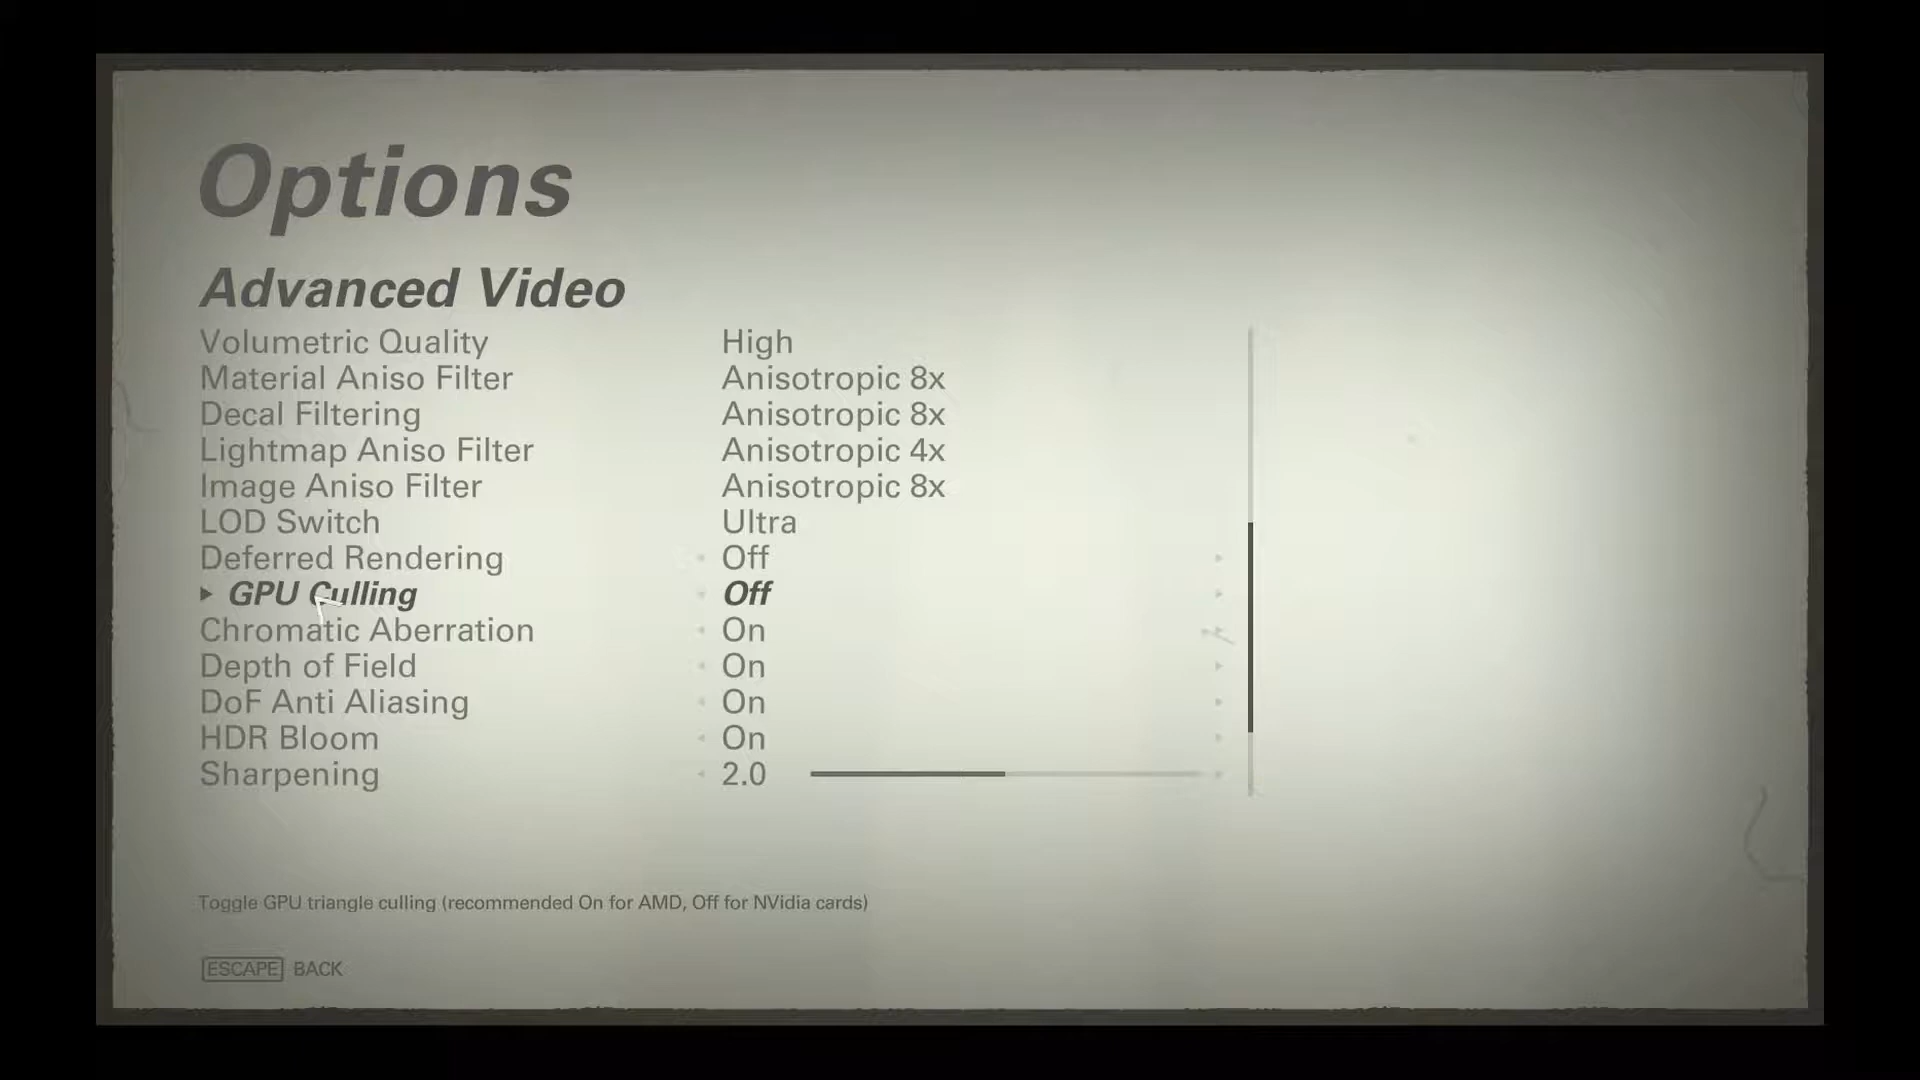 Options
Advanced Video
Volumetric Quality High
Material Aniso Filter Anisotropic 8x
Decal Filtering Anisotropic 8x
Lightmap Aniso Filter Anisotropic 4x
Image Aniso Filter Anisotropic 8x
LOD Switch Ultra
Deferred Rendering Off
GPU Culling Off
Chromatic Aberration On
Depth of Field On
DoF Anti Aliasing On
HDR Bloom On
Sharpening 2.0
Toggle GPU triangle culling (recommended On for AMD, Off for NVidia cards)
ESCAPE BACK